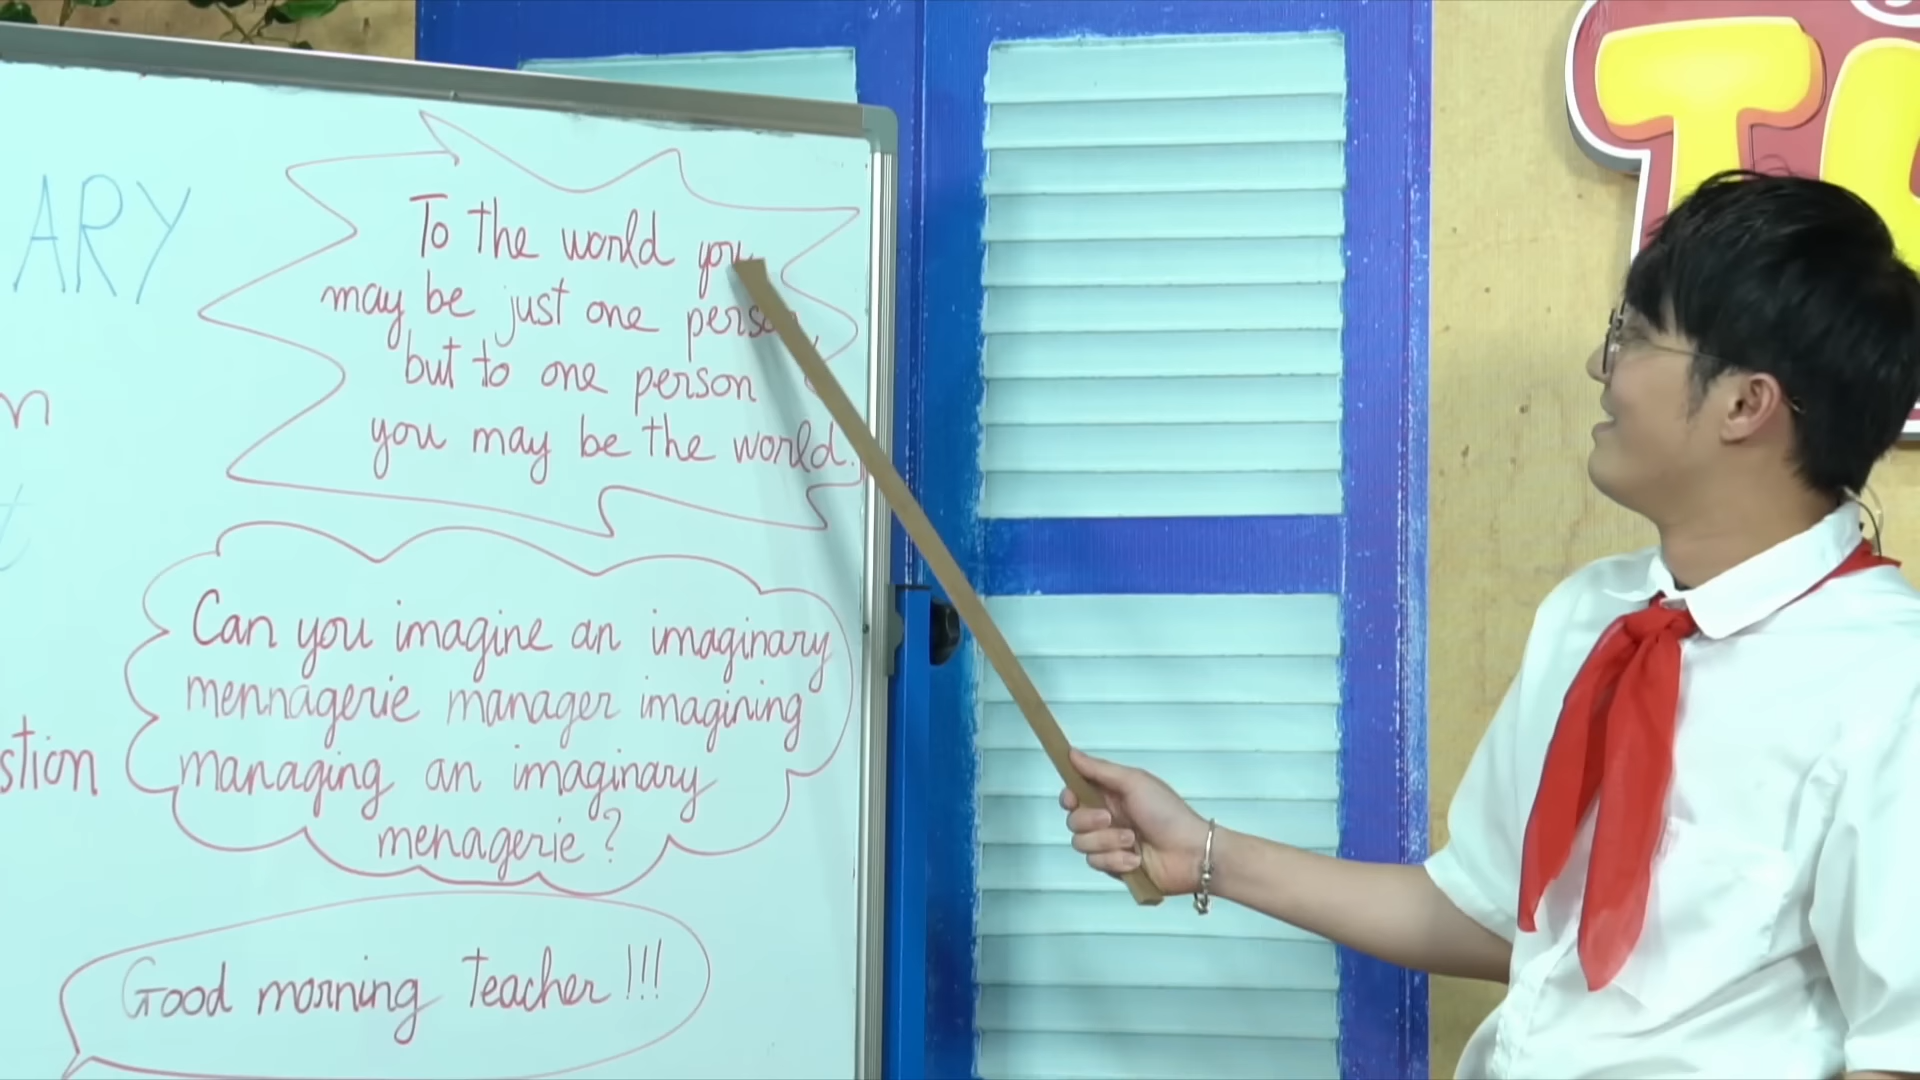 ARY
To the world you
may be just one person,
but to one person
you may be the world.
Can you imagine an imaginary
mennagerie manager imagining
managing an imaginary
menagerie?
stion
Good morning teacher!!!